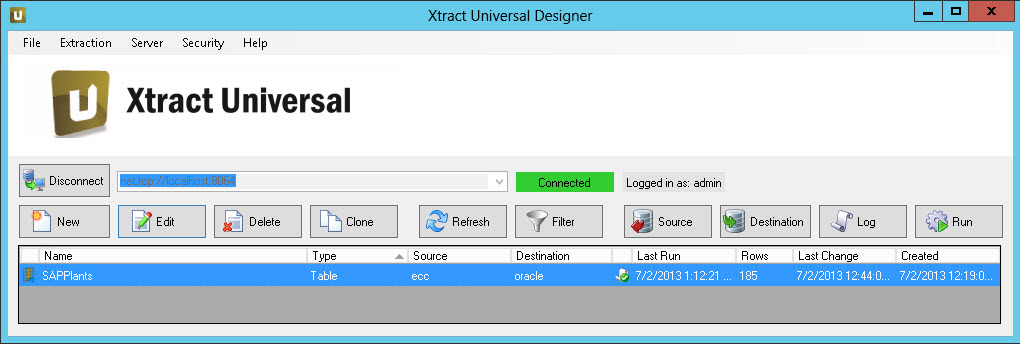 Xtract Universal Designer
File Extraction Server Security Help
Xtract Universal
Disconnect net.tcp://localhost:8064 Connected Logged in as: admin
New Edit Delete Clone Refresh Filter Source Destination Log Run
Name Type Source Destination Last Run Rows Last Change Created
SAPPlants Table ecc oracle 7/2/2013 1:12:21 ... 185 7/2/2013 12:44:0... 7/2/2013 12:19:0...